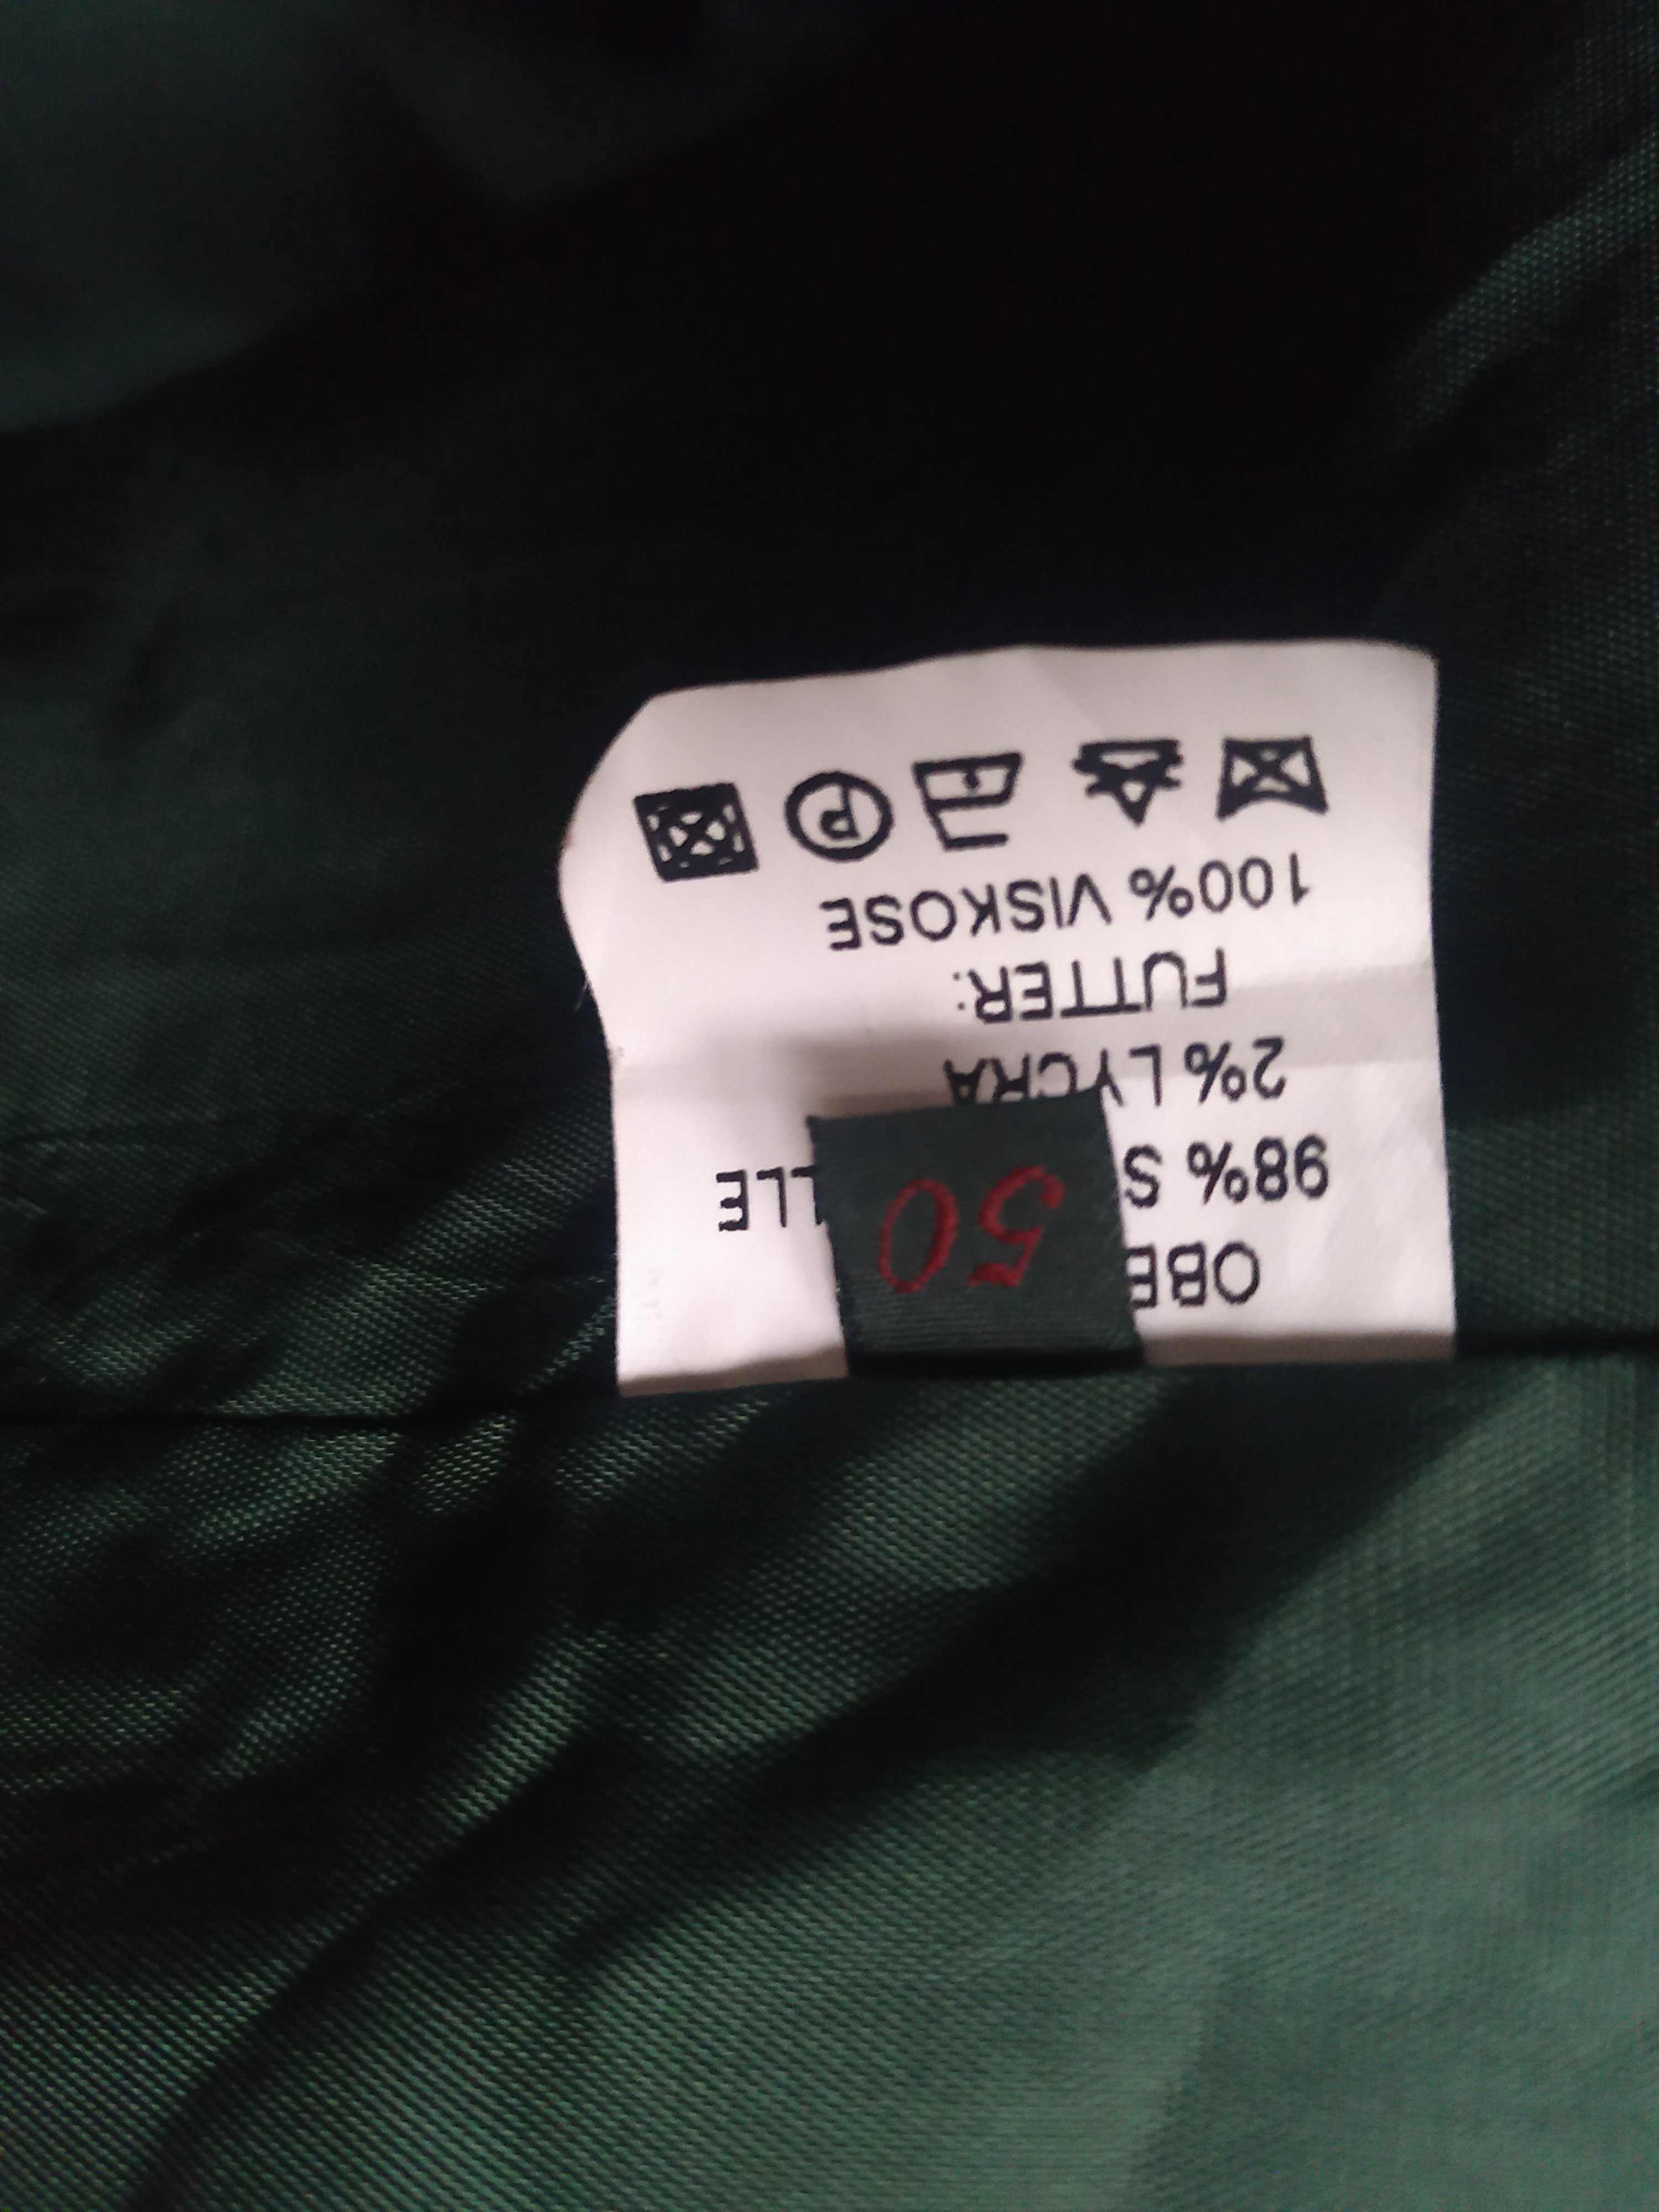 OBE
50
98% S LLE
2% LYCRA
FUTTER:
100% VISKOSE
P